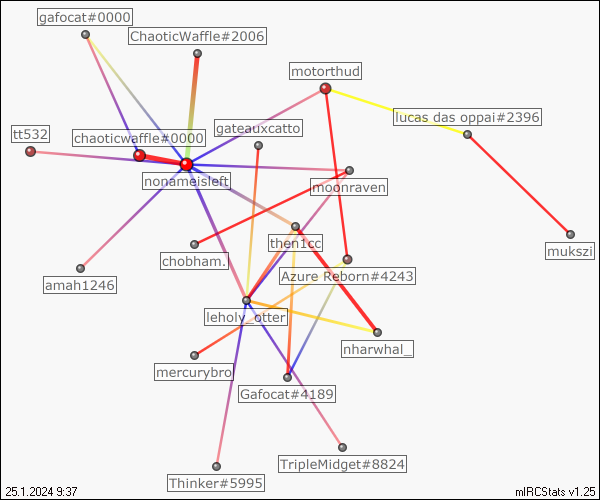 gafocat#0000
ChaoticWaffle#2006
motorthud
lucas das oppai#2396
tt532
chaoticwaffle#0000
gateauxcatto
nonameisleft
moonraven
then1cc
mukszi
chobham.
Azure Reborn#4243
amah1246
leholy_otter
nharwhal_
mercurybro
Gafocat#4189
TripleMidget#8824
Thinker#5995
25.1.2024 9:37
mIRCStats v1.25